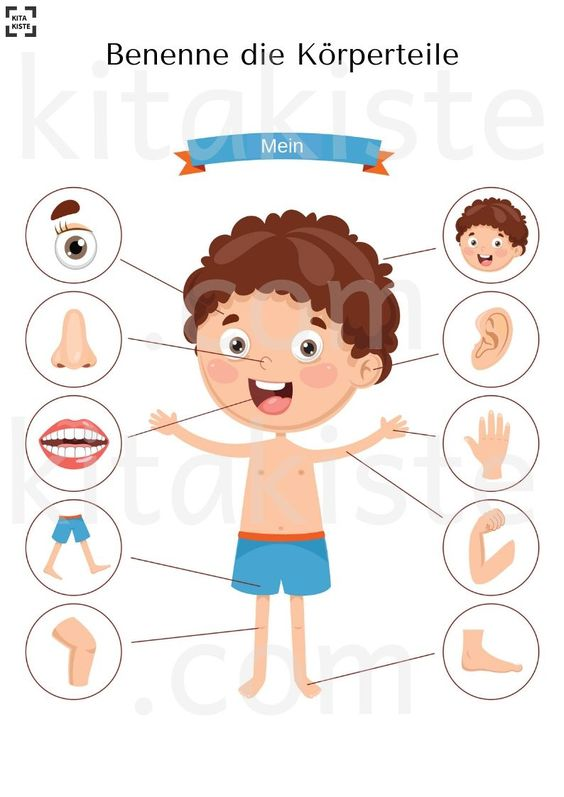 KITA
KISTE
Benenne die Körperteile
kitakiste
Mein
.com
kitakiste
.com